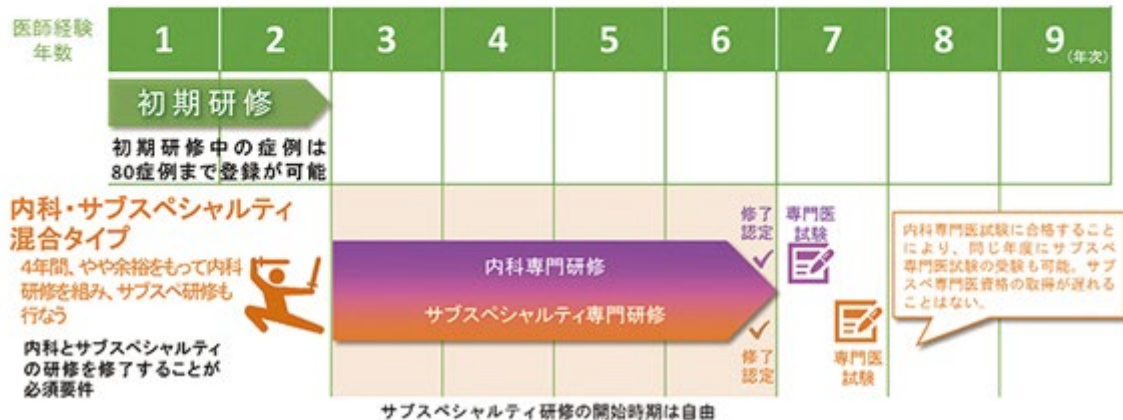 医師経験
年数
1 2 3 4 5 6 7 8 9(年次)
初期研修
初期研修中の症例は
80症例まで登録が可能
内科・サブスペシャルティ
混合タイプ
4年間、やや余裕をもって内科
研修を組み、サブスペ研修も
行なう
内科とサブスペシャルティ
の研修を修了することが
必須要件
内科専門研修
サブスペシャルティ専門研修
修了
認定
専門医
試験
修了
認定
専門医
試験
内科専門医試験に合格すること
により、同じ年度にサブスペ
専門医試験の受験も可能。サブ
スペ専門医資格の取得が遅れる
ことはない。
サブスペシャルティ研修の開始時期は自由